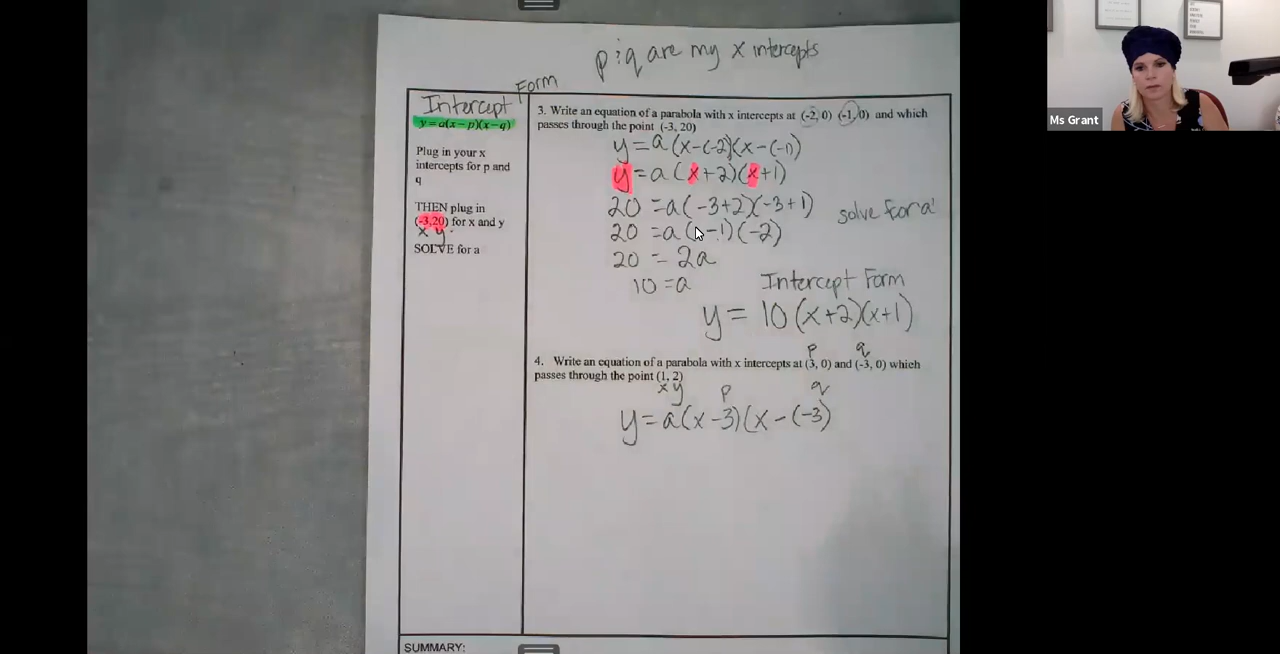 p & q are my x intercepts
Form
Intercept
y = a(x−p)(x−q)
Plug in your x
intercepts for p and
q
THEN plug in
(-3,20) for x and y
x y
SOLVE for a
3. Write an equation of a parabola with x intercepts at (-2, 0) (-1, 0) and which
passes through the point (-3, 20)
y = a(x-(-2)(x-(-1)
y = a(x+2)(x+1)
20 = a(-3+2)(-3+1)
solve for a
20 = a(-1)(-2)
20 = 2a
10 = a
Intercept Form
y = 10(x+2)(x+1)
p q
4. Write an equation of a parabola with x intercepts at (3, 0) and (-3, 0) which
passes through the point (1, 2)
x y p q
y = a(x-3)(x-(-3)
SUMMARY:
Ms Grant